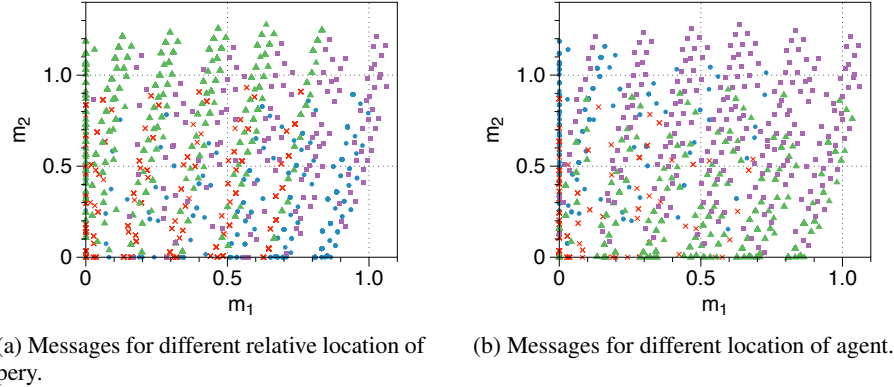 m2
1.0
0.5
0
0
0.5
1.0
m1
m2
1.0
0.5
0
0
0.5
1.0
m1
(a) Messages for different relative location of
pery.
(b) Messages for different location of agent.